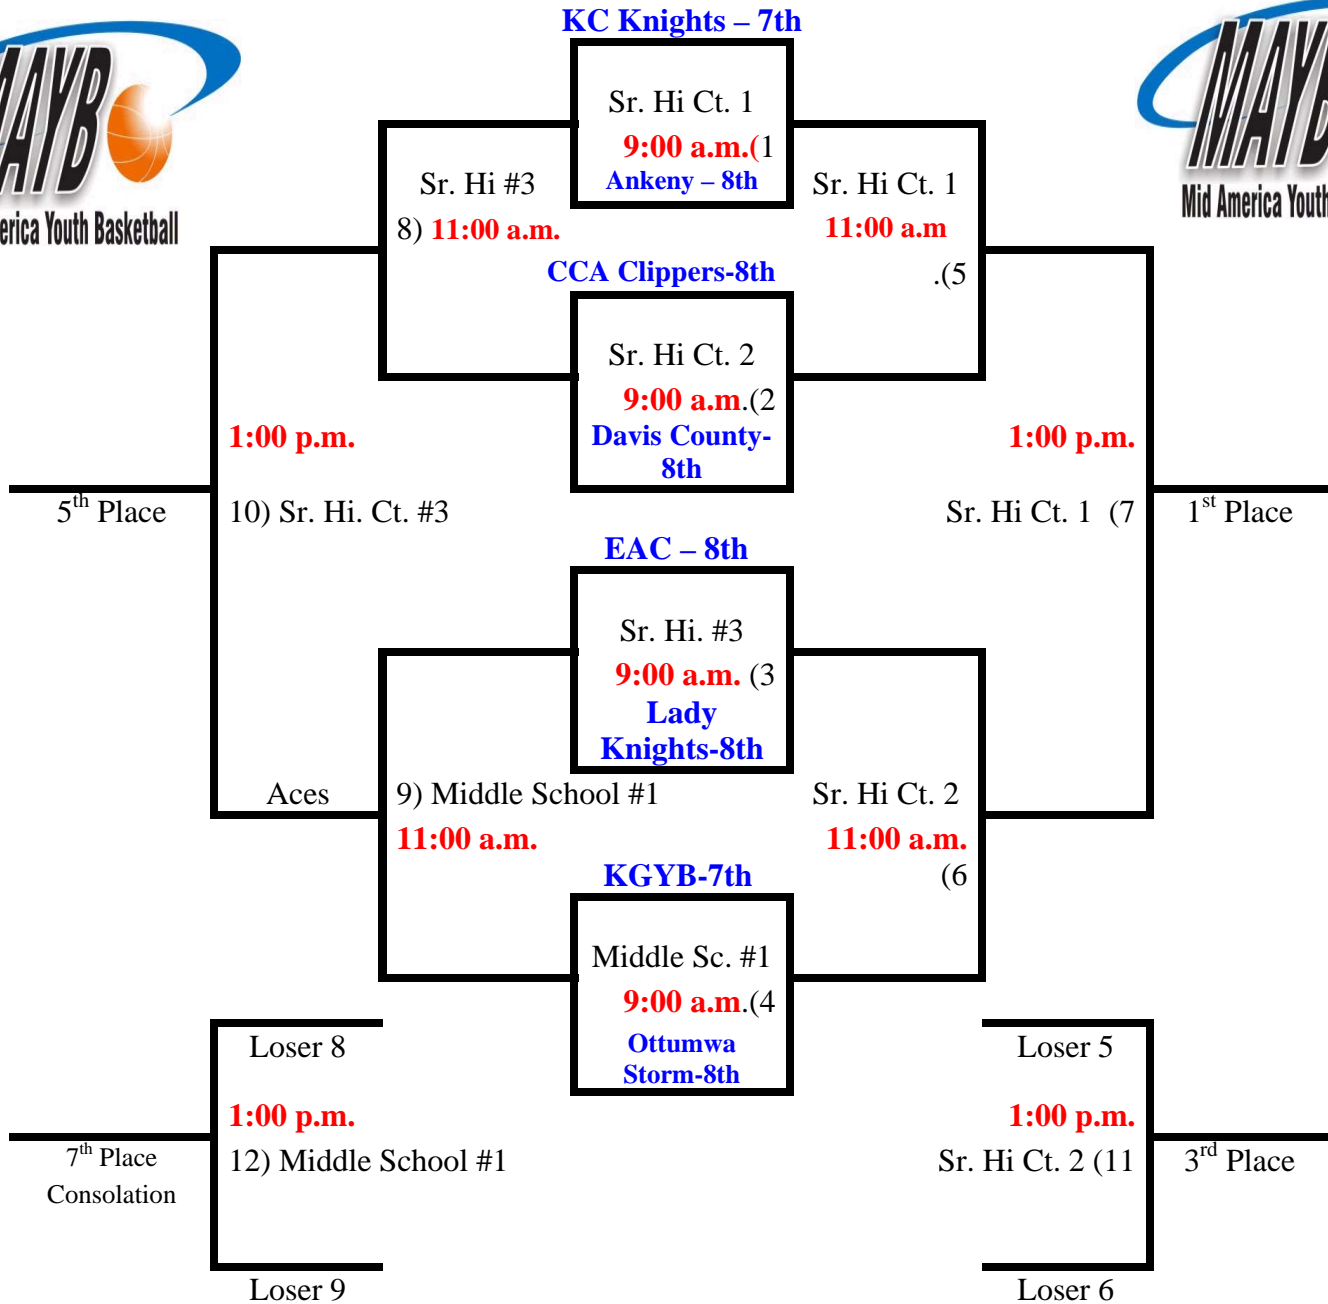 KC Knights – 7th
MAYB
Mid America Youth
erica Youth Basketball
Sr. Hi Ct. 1
9:00 a.m.(1
Ankeny – 8th
Sr. Hi #3
8) 11:00 a.m.
Sr. Hi Ct. 1
11:00 a.m
.(5
CCA Clippers-8th
Sr. Hi Ct. 2
9:00 a.m.(2
Davis County-
8th
1:00 p.m.
10) Sr. Hi. Ct. #3
5th Place
1:00 p.m.
Sr. Hi Ct. 1 (7
1st Place
EAC – 8th
Sr. Hi. #3
9:00 a.m. (3
Lady
Knights-8th
Aces
9) Middle School #1
11:00 a.m.
Sr. Hi Ct. 2
11:00 a.m.
(6
KGYB-7th
Middle Sc. #1
9:00 a.m.(4
Ottumwa
Storm-8th
Loser 8
1:00 p.m.
12) Middle School #1
7th Place
Consolation
Loser 9
Loser 5
1:00 p.m.
Sr. Hi Ct. 2 (11
3rd Place
Loser 6